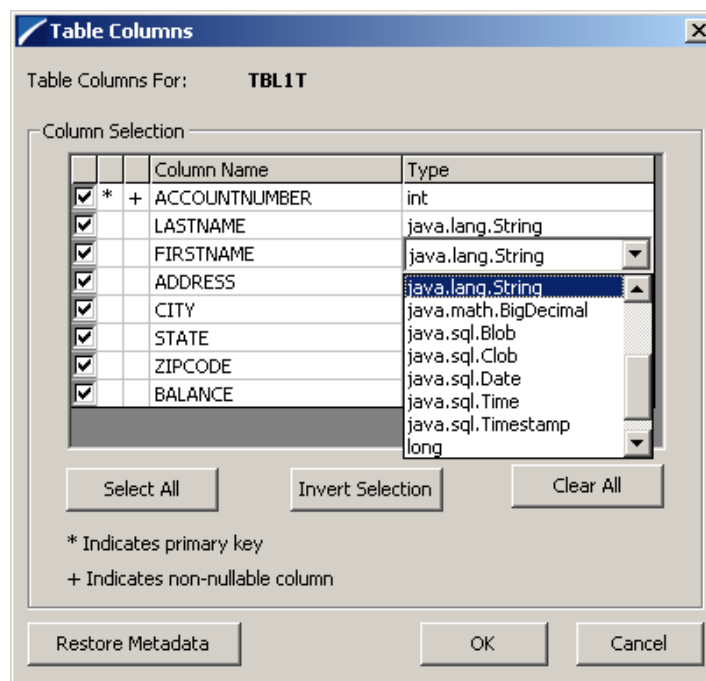 Table Columns
Table Columns For: TBL1T
Column Selection
Column Name Type
* + ACCOUNTNUMBER int
LASTNAME java.lang.String
FIRSTNAME java.lang.String
ADDRESS java.lang.String
CITY java.math.BigDecimal
STATE java.sql.Blob
java.sql.Clob
ZIPCODE java.sql.Date
BALANCE java.sql.Time
java.sql.Timestamp
long
Select All Invert Selection Clear All
* Indicates primary key
+ Indicates non-nullable column
Restore Metadata OK Cancel